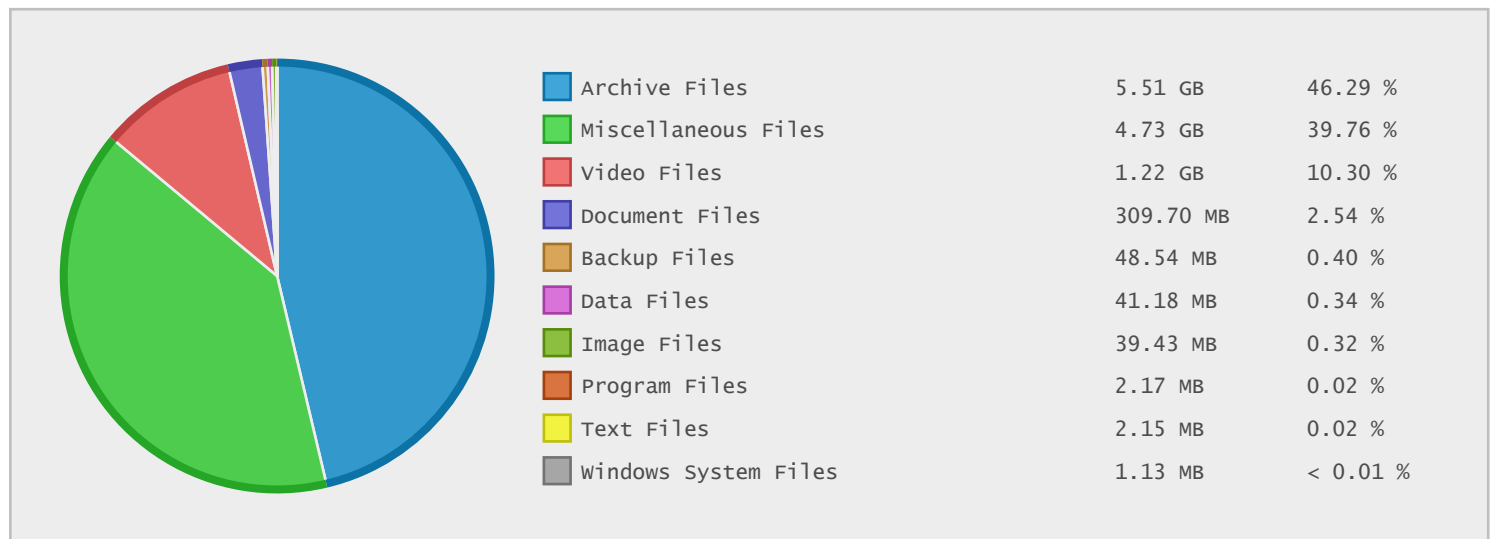 Archive Files 5.51 GB 46.29 %
Miscellaneous Files 4.73 GB 39.76 %
Video Files 1.22 GB 10.30 %
Document Files 309.70 MB 2.54 %
Backup Files 48.54 MB 0.40 %
Data Files 41.18 MB 0.34 %
Image Files 39.43 MB 0.32 %
Program Files 2.17 MB 0.02 %
Text Files 2.15 MB 0.02 %
Windows System Files 1.13 MB < 0.01 %